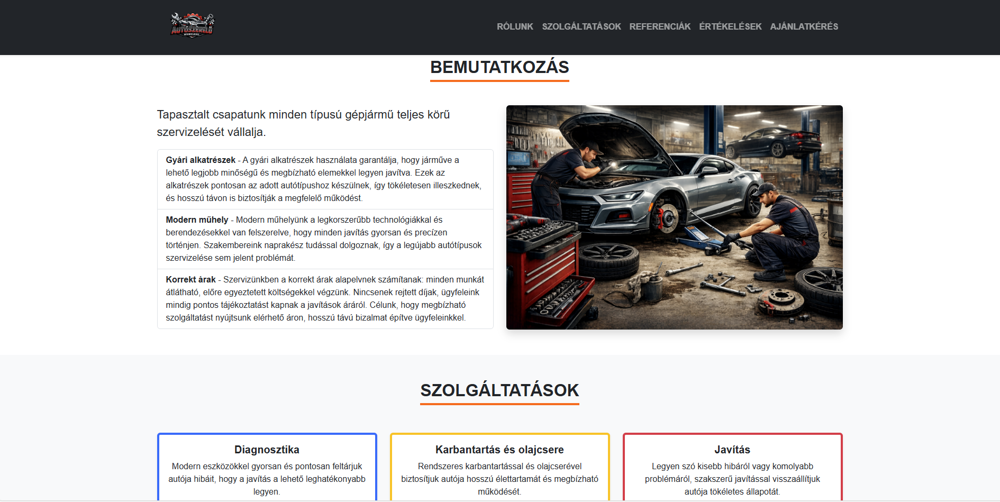 AUTÓSZERELŐ
WEBOLDAL
RÓLUNK SZOLGÁLTATÁSOK REFERENCIÁK ÉRTÉKELÉSEK AJÁNLATKÉRÉS
BEMUTATKOZÁS
Tapasztalt csapatunk minden típusú gépjármű teljes körű
szervizelését vállalja.
Gyári alkatrészek - A gyári alkatrészek használata garantálja, hogy járműve a
lehető legjobb minőségű és megbízható elemekkel legyen javítva. Ezek az
alkatrészek pontosan az adott autótípushoz készülnek, így tökéletesen illeszkednek,
és hosszú távon is biztosítják a megfelelő működést.
Modern műhely - Modern műhelyünk a legkorszerűbb technológiákkal és
berendezésekkel van felszerelve, hogy minden javítás gyorsan és precízen
történjen. Szakembereink naprakész tudással dolgoznak, így a legújabb autótípusok
szervizelése sem jelent problémát.
Korrekt árak - Szervizünkben a korrekt árak alapelvnek számítanak: minden munkát
átlátható, előre egyeztetett költségekkel végzünk. Nincsenek rejtett díjak, ügyfeleink
mindig pontos tájékoztatást kapnak a javítások áráról. Célunk, hogy megbízható
szolgáltatást nyújtsunk elérhető áron, hosszú távú bizalmat építve ügyfeleinkkel.
SZOLGÁLTATÁSOK
Diagnosztika
Modern eszközökkel gyorsan és pontosan feltárjuk
autója hibáit, hogy a javítás a lehető leghatékonyabb
legyen.
Karbantartás és olajcsere
Rendszeres karbantartással és olajcserével
biztosítjuk autója hosszú élettartamát és megbízható
működését.
Javítás
Legyen szó kisebb hibáról vagy komolyabb
problémáról, szakszerű javítással visszaállítjuk
autója tökéletes állapotát.